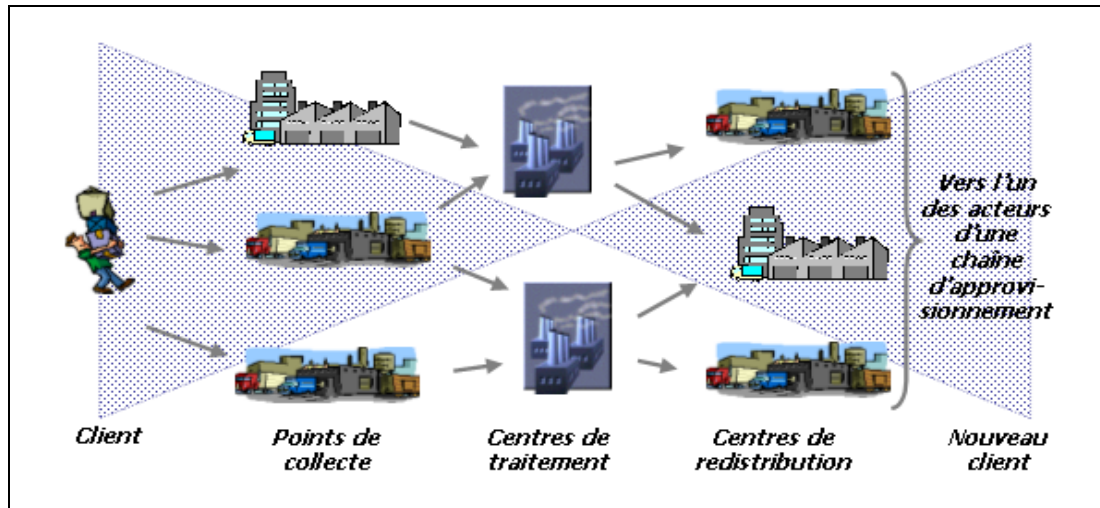 Vers l'un
des acteurs
d'une
chaîne
d'approvi-
sionnement
Client
Points de
collecte
Centres de
traitement
Centres de
redistribution
Nouveau
client